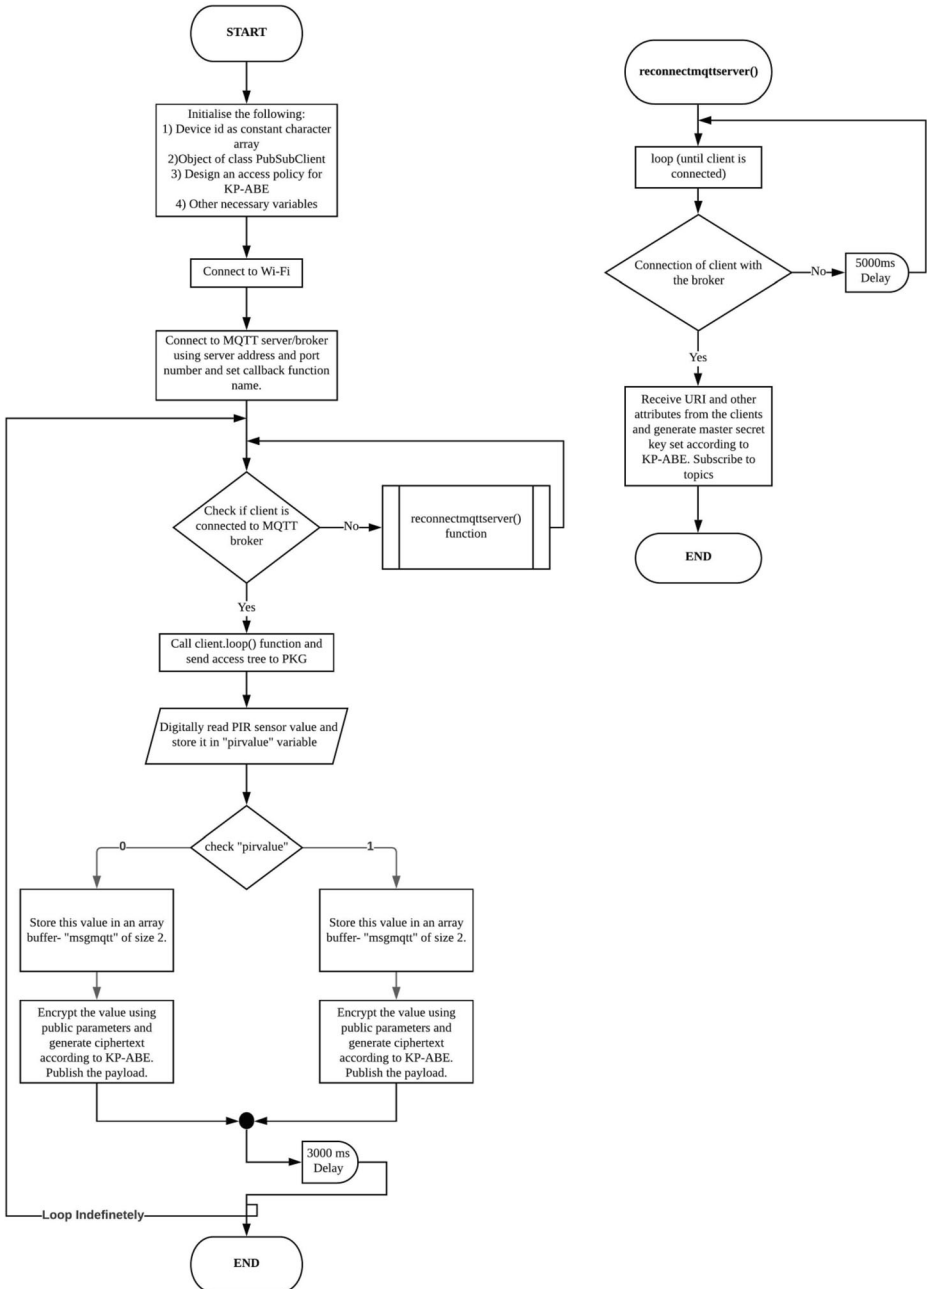 START
Initialise the following:
1) Device id as constant character
array
2)Object of class PubSubClient
3) Design an access policy for
KP-ABE
4) Other necessary variables
Connect to Wi-Fi
Connect to MQTT server/broker
using server address and port
number and set callback function
name.
Check if client is
connected to MQTT
broker
No
reconnectmqttserver()
function
Yes
Call client.loop() function and
send access tree to PKG
Digitally read PIR sensor value and
store it in "pirvalue" variable
check "pirvalue"
0
1
Store this value in an array
buffer- "msgmqtt" of size 2.
Store this value in an array
buffer- "msgmqtt" of size 2.
Encrypt the value using
public parameters and
generate ciphertext
according to KP-ABE.
Publish the payload.
Encrypt the value using
public parameters and
generate ciphertext
according to KP-ABE.
Publish the payload.
3000 ms
Delay
Loop Indefinetely
END
reconnectmqttserver()
loop (until client is
connected)
Connection of client with
the broker
No
5000ms
Delay
Yes
Receive URI and other
attributes from the clients
and generate master secret
key set according to
KP-ABE. Subscribe to
topics
END